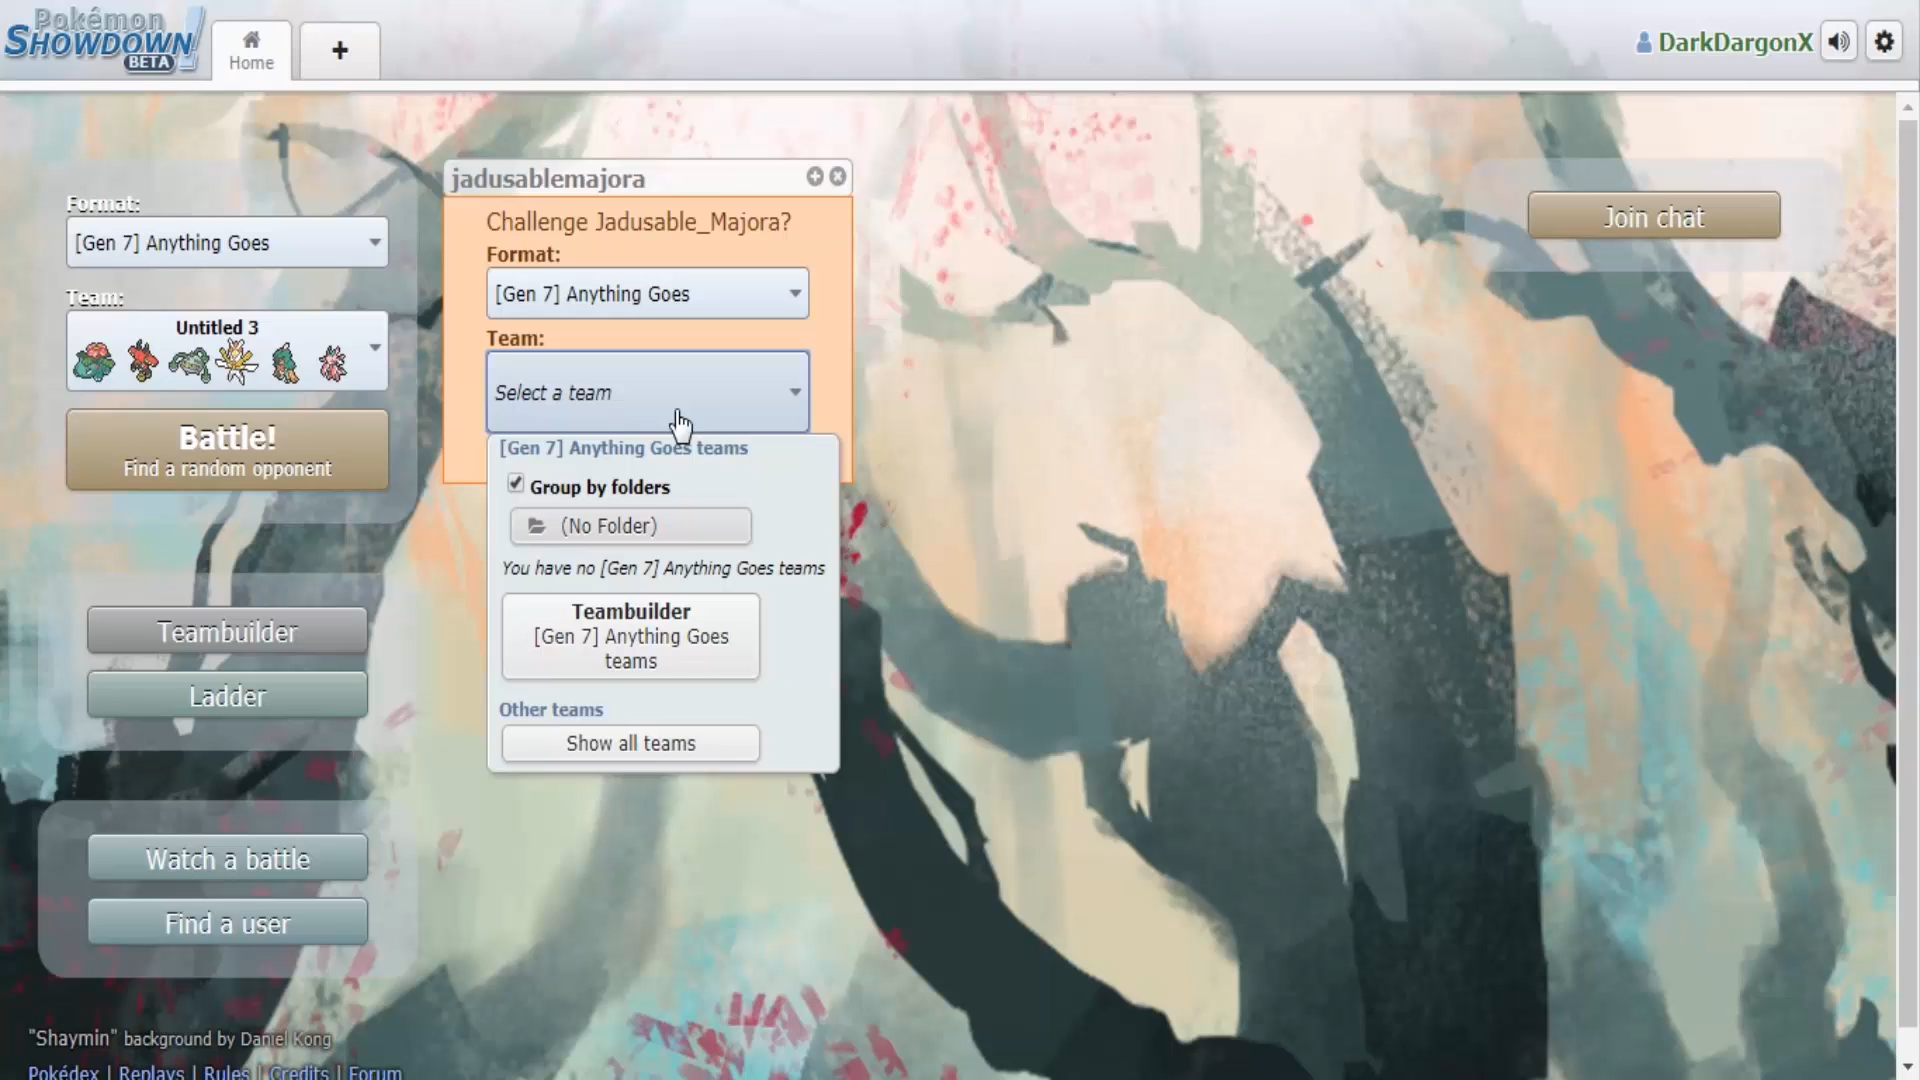 Pokémon
SHOWDOWN!
BETA
Home
+
DarkDargonX
Format:
[Gen 7] Anything Goes
Team:
Untitled 3
Battle!
Find a random opponent
Teambuilder
Ladder
Watch a battle
Find a user
jadusablemajora
Challenge Jadusable_Majora?
Format:
[Gen 7] Anything Goes
Team:
Select a team
[Gen 7] Anything Goes teams
Group by folders
(No Folder)
You have no [Gen 7] Anything Goes teams
Teambuilder
[Gen 7] Anything Goes
teams
Other teams
Show all teams
Join chat
"Shaymin" background by Daniel Kong
Pokédex | Replays | Rules | Credits | Forum